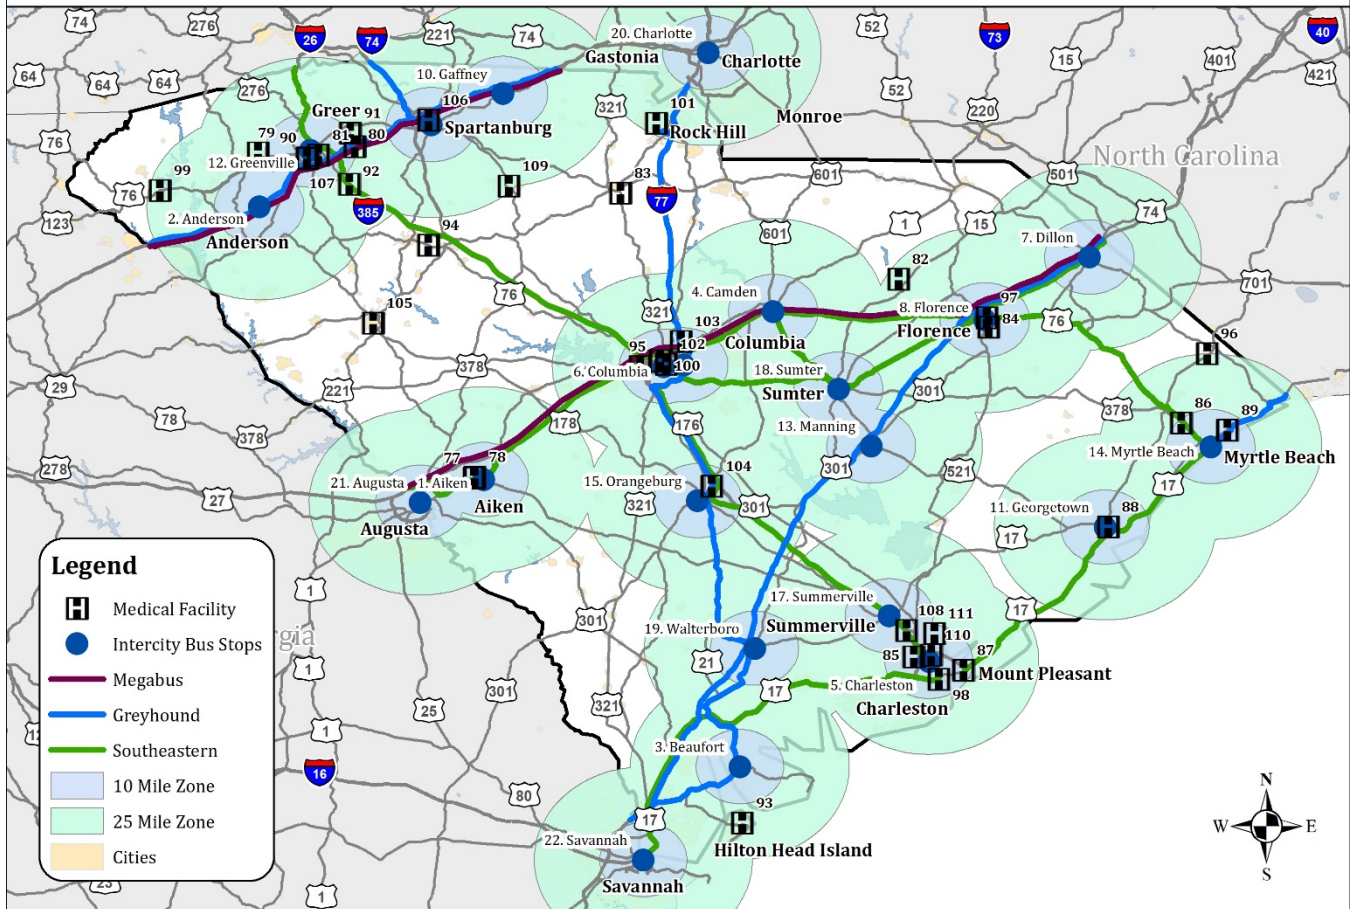 74
276
26
74
221
74
20. Charlotte
52
73
40
Gastonia
Charlotte
64
64
64
10. Gaffney
15
401
421
276
Greer
91
106
321
101
52
220
Monroe
79
90
81
80
Spartanburg
Rock Hill
76
12. Greenville
North Carolina
99
76
107
92
109
83
601
501
123
385
77
74
2. Anderson
Anderson
94
601
1
15
7. Dillon
82
701
76
4. Camden
8. Florence
97
105
321
103
Columbia
Florence
84
76
96
95
102
6. Columbia
100
378
18. Sumter
Sumter
29
221
301
378
86
89
78
378
178
176
13. Manning
14. Myrtle Beach
Myrtle Beach
278
77
78
104
301
521
17
21. Augusta
1. Aiken
15. Orangeburg
27
Augusta
Aiken
321
301
11. Georgetown
88
17
Legend
Medical Facility
Intercity Bus Stops
Megabus
Greyhound
Southeastern
10 Mile Zone
25 Mile Zone
Cities
1
gia
1
301
17. Summerville
Summerville
108
111
110
17
19. Walterboro
85
87
21
Mount Pleasant
301
25
321
17
5. Charleston
Charleston
98
1
3. Beaufort
16
80
93
17
22. Savannah
Hilton Head Island
Savannah
1
N
W
E
S